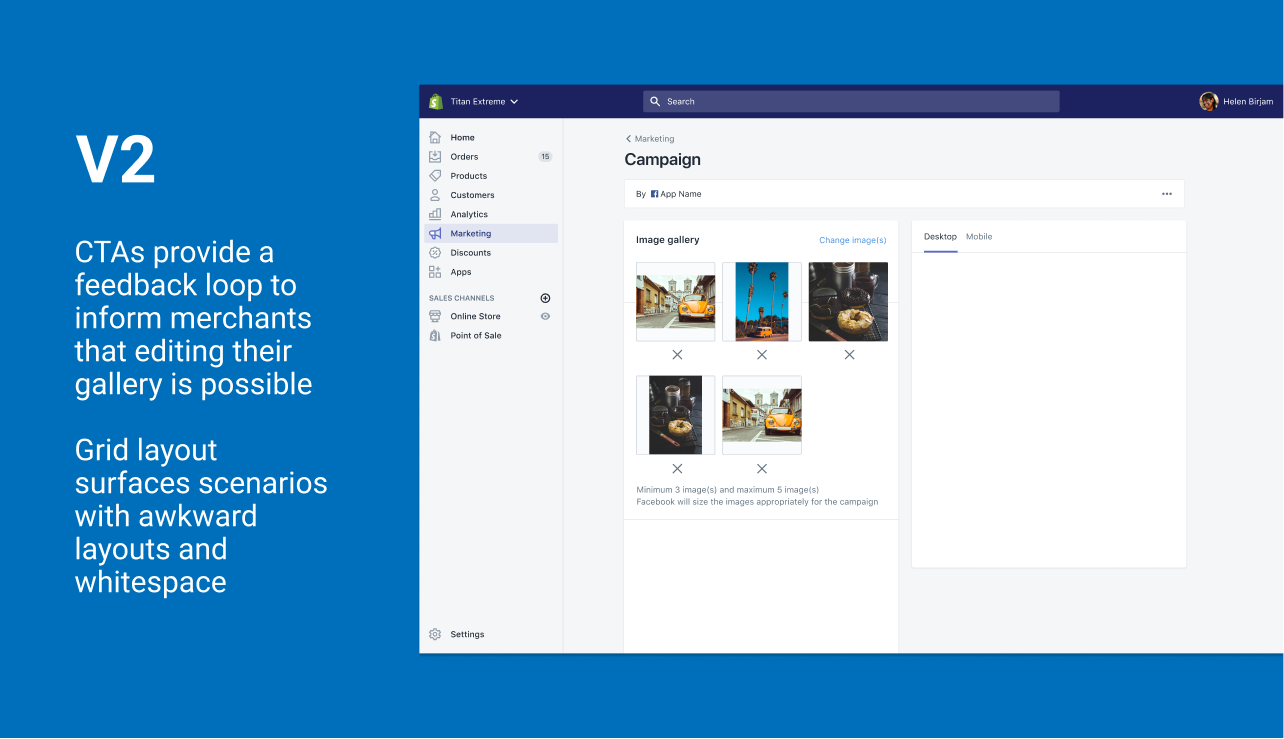 V2
CTAs provide a
feedback loop to
inform merchants
that editing their
gallery is possible
Grid layout
surfaces scenarios
with awkward
layouts and
whitespace
Titan Extreme
Search
Helen Birjam
Home
Orders 15
Products
Customers
Analytics
Marketing
Discounts
Apps
SALES CHANNELS
Online Store
Point of Sale
Settings
Marketing
Campaign
By App Name
Image gallery Change image(s)
Minimum 3 image(s) and maximum 5 image(s)
Facebook will size the images appropriately for the campaign
Desktop Mobile